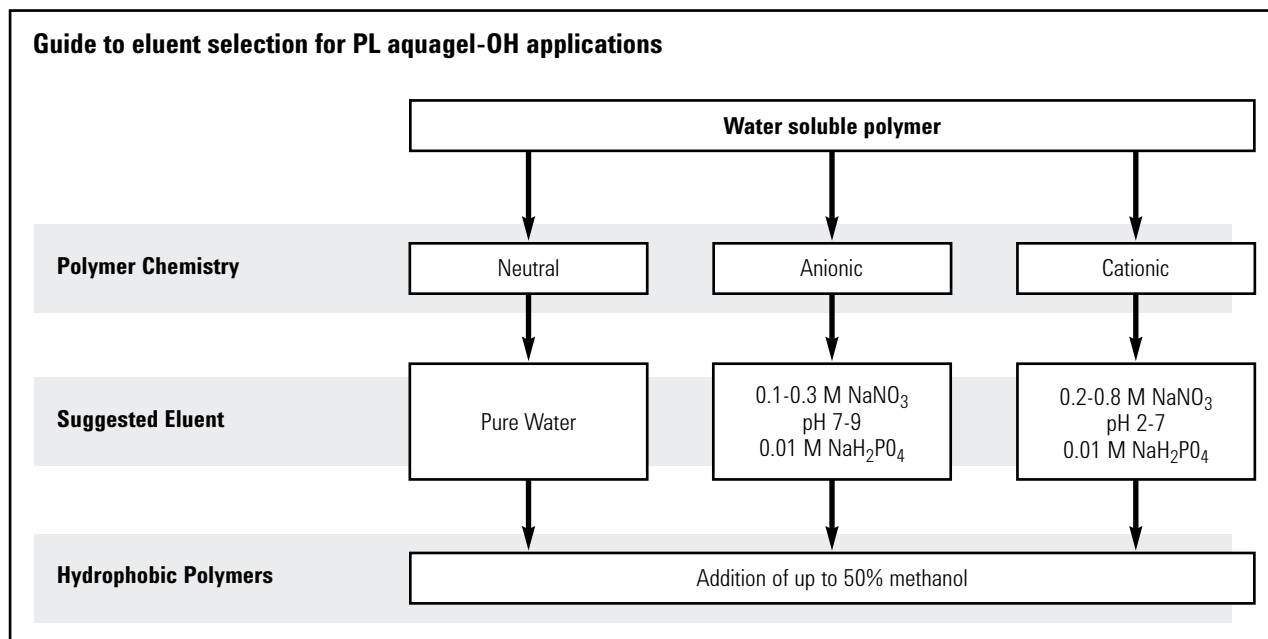 Guide to eluent selection for PL aquagel-OH applications
Water soluble polymer
Polymer Chemistry
Neutral
Anionic
Cationic
Suggested Eluent
Pure Water
0.1-0.3 M NaNO₃
pH 7-9
0.01 M NaH₂PO₄
0.2-0.8 M NaNO₃
pH 2-7
0.01 M NaH₂PO₄
Hydrophobic Polymers
Addition of up to 50% methanol